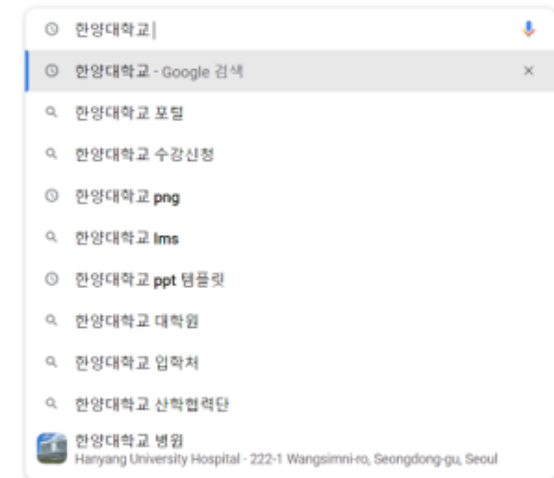 한양대학교
한양대학교 - Google 검색
한양대학교 포털
한양대학교 수강신청
한양대학교 png
한양대학교 lms
한양대학교 ppt 템플릿
한양대학교 대학원
한양대학교 입학처
한양대학교 산학협력단
한양대학교 병원
Hanyang University Hospital - 222-1 Wangsimni-ro, Seongdong-gu, Seoul